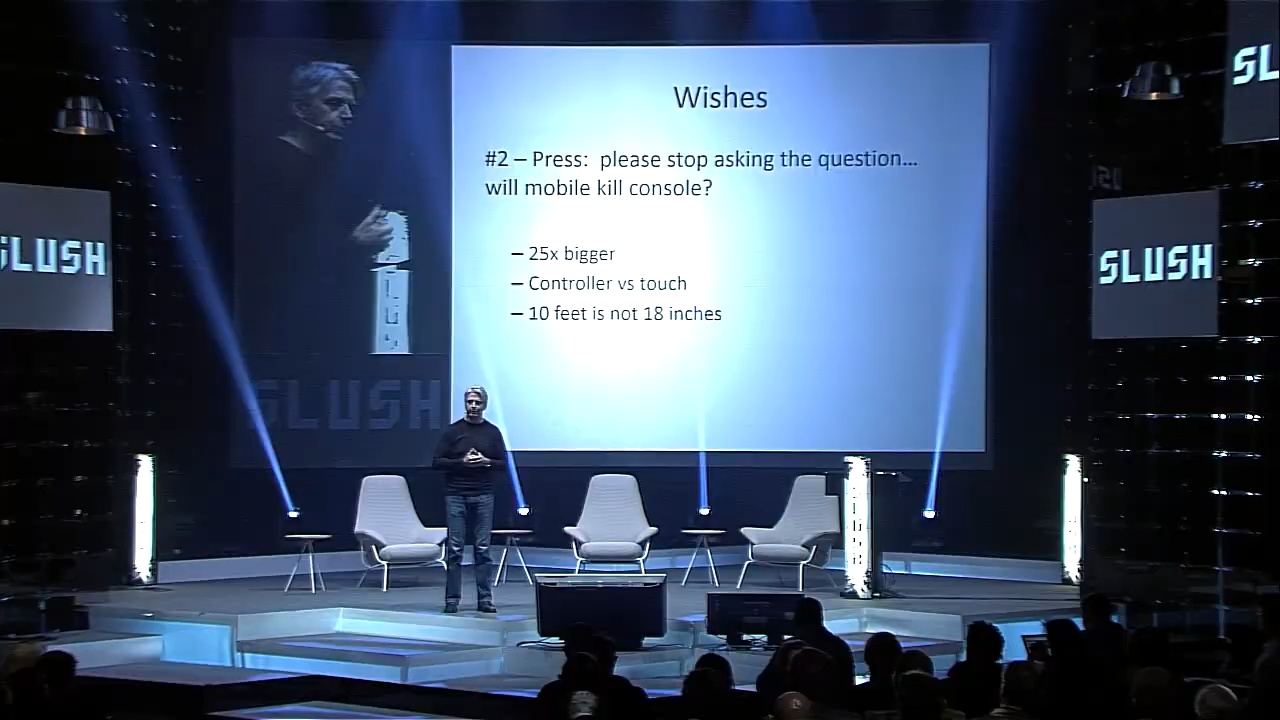 Wishes
#2 – Press:  please stop asking the question…
will mobile kill console?
– 25x bigger
– Controller vs touch
– 10 feet is not 18 inches
SLUSH
SLUSH
SLUSH
SL